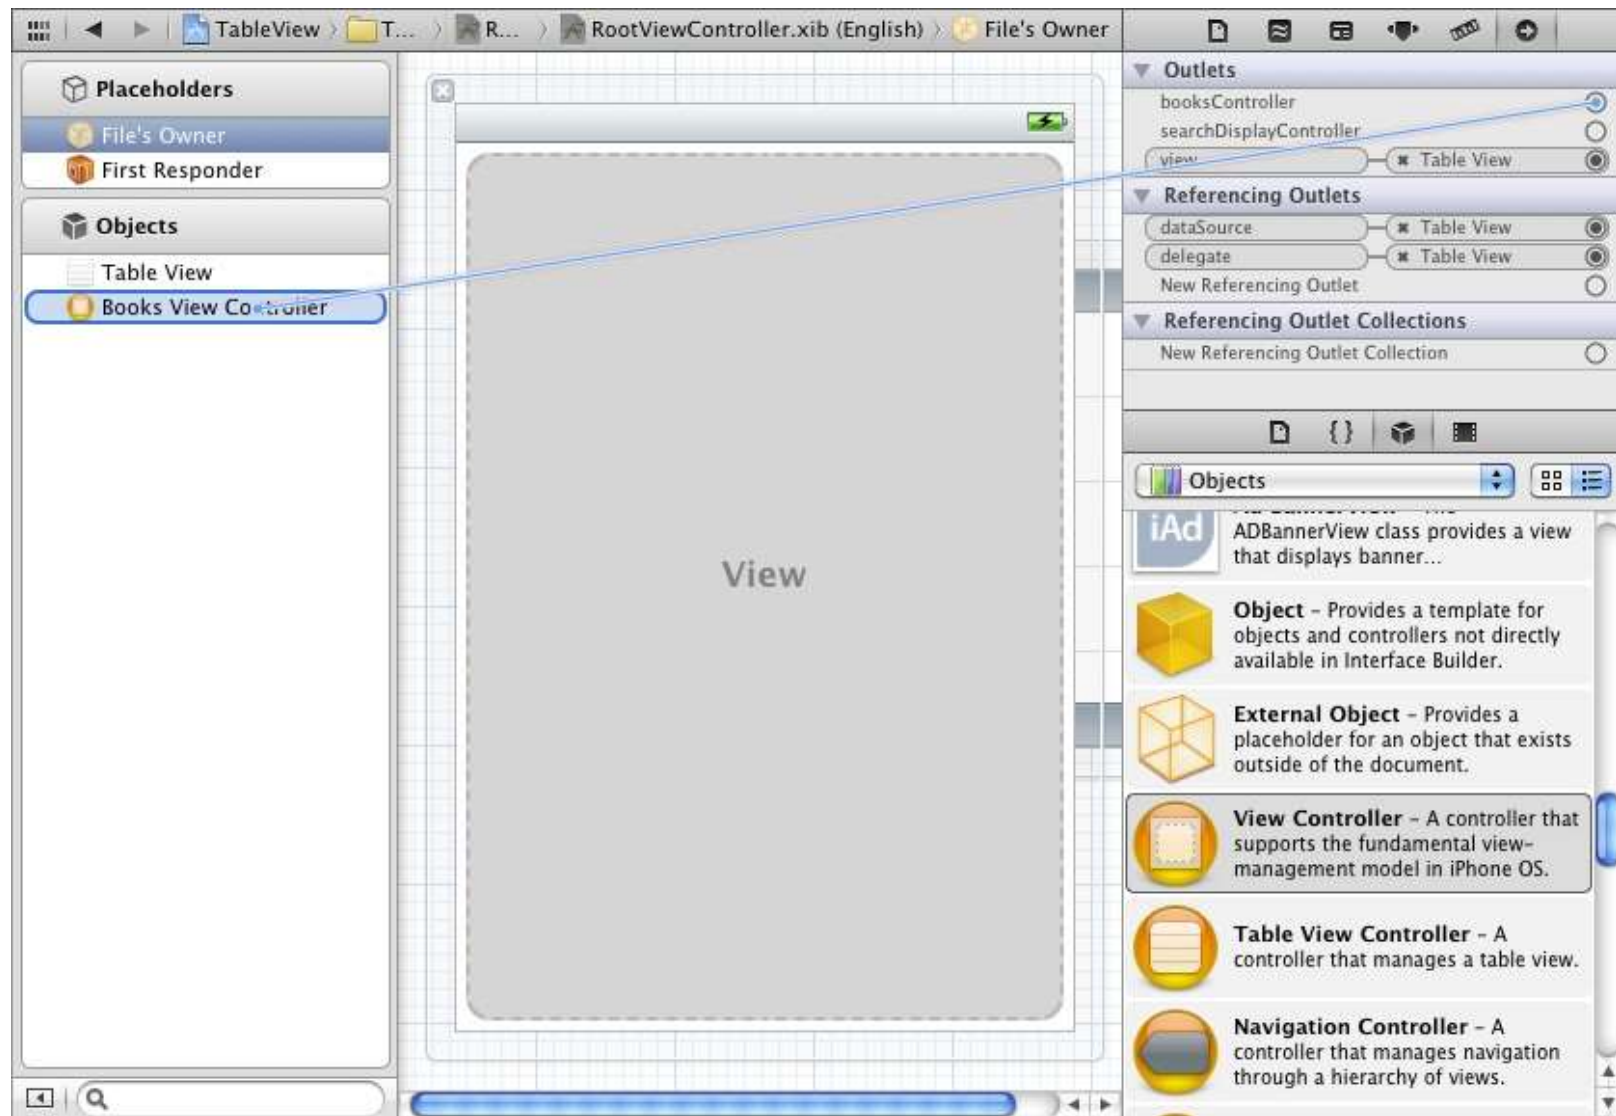 TableView
T...
R...
RootViewController.xib (English)
File's Owner
Placeholders
File's Owner
First Responder
Objects
Table View
Books View Controller
View
Outlets
booksController
searchDisplayController
view
Table View
Referencing Outlets
dataSource
Table View
delegate
Table View
New Referencing Outlet
Referencing Outlet Collections
New Referencing Outlet Collection
{}
Objects
iAd
ADBannerView class provides a view
that displays banner...
Object – Provides a template for
objects and controllers not directly
available in Interface Builder.
External Object – Provides a
placeholder for an object that exists
outside of the document.
View Controller – A controller that
supports the fundamental view-
management model in iPhone OS.
Table View Controller – A
controller that manages a table view.
Navigation Controller – A
controller that manages navigation
through a hierarchy of views.